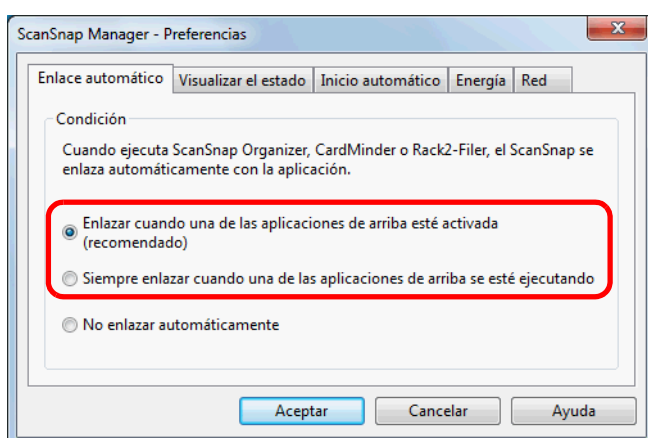 ScanSnap Manager - Preferencias
Enlace automático Visualizar el estado Inicio automático Energía Red
Condición
Cuando ejecuta ScanSnap Organizer, CardMinder o Rack2-Filer, el ScanSnap se
enlaza automáticamente con la aplicación.
Enlazar cuando una de las aplicaciones de arriba esté activada
(recomendado)
Siempre enlazar cuando una de las aplicaciones de arriba se esté ejecutando
No enlazar automáticamente
Aceptar Cancelar Ayuda